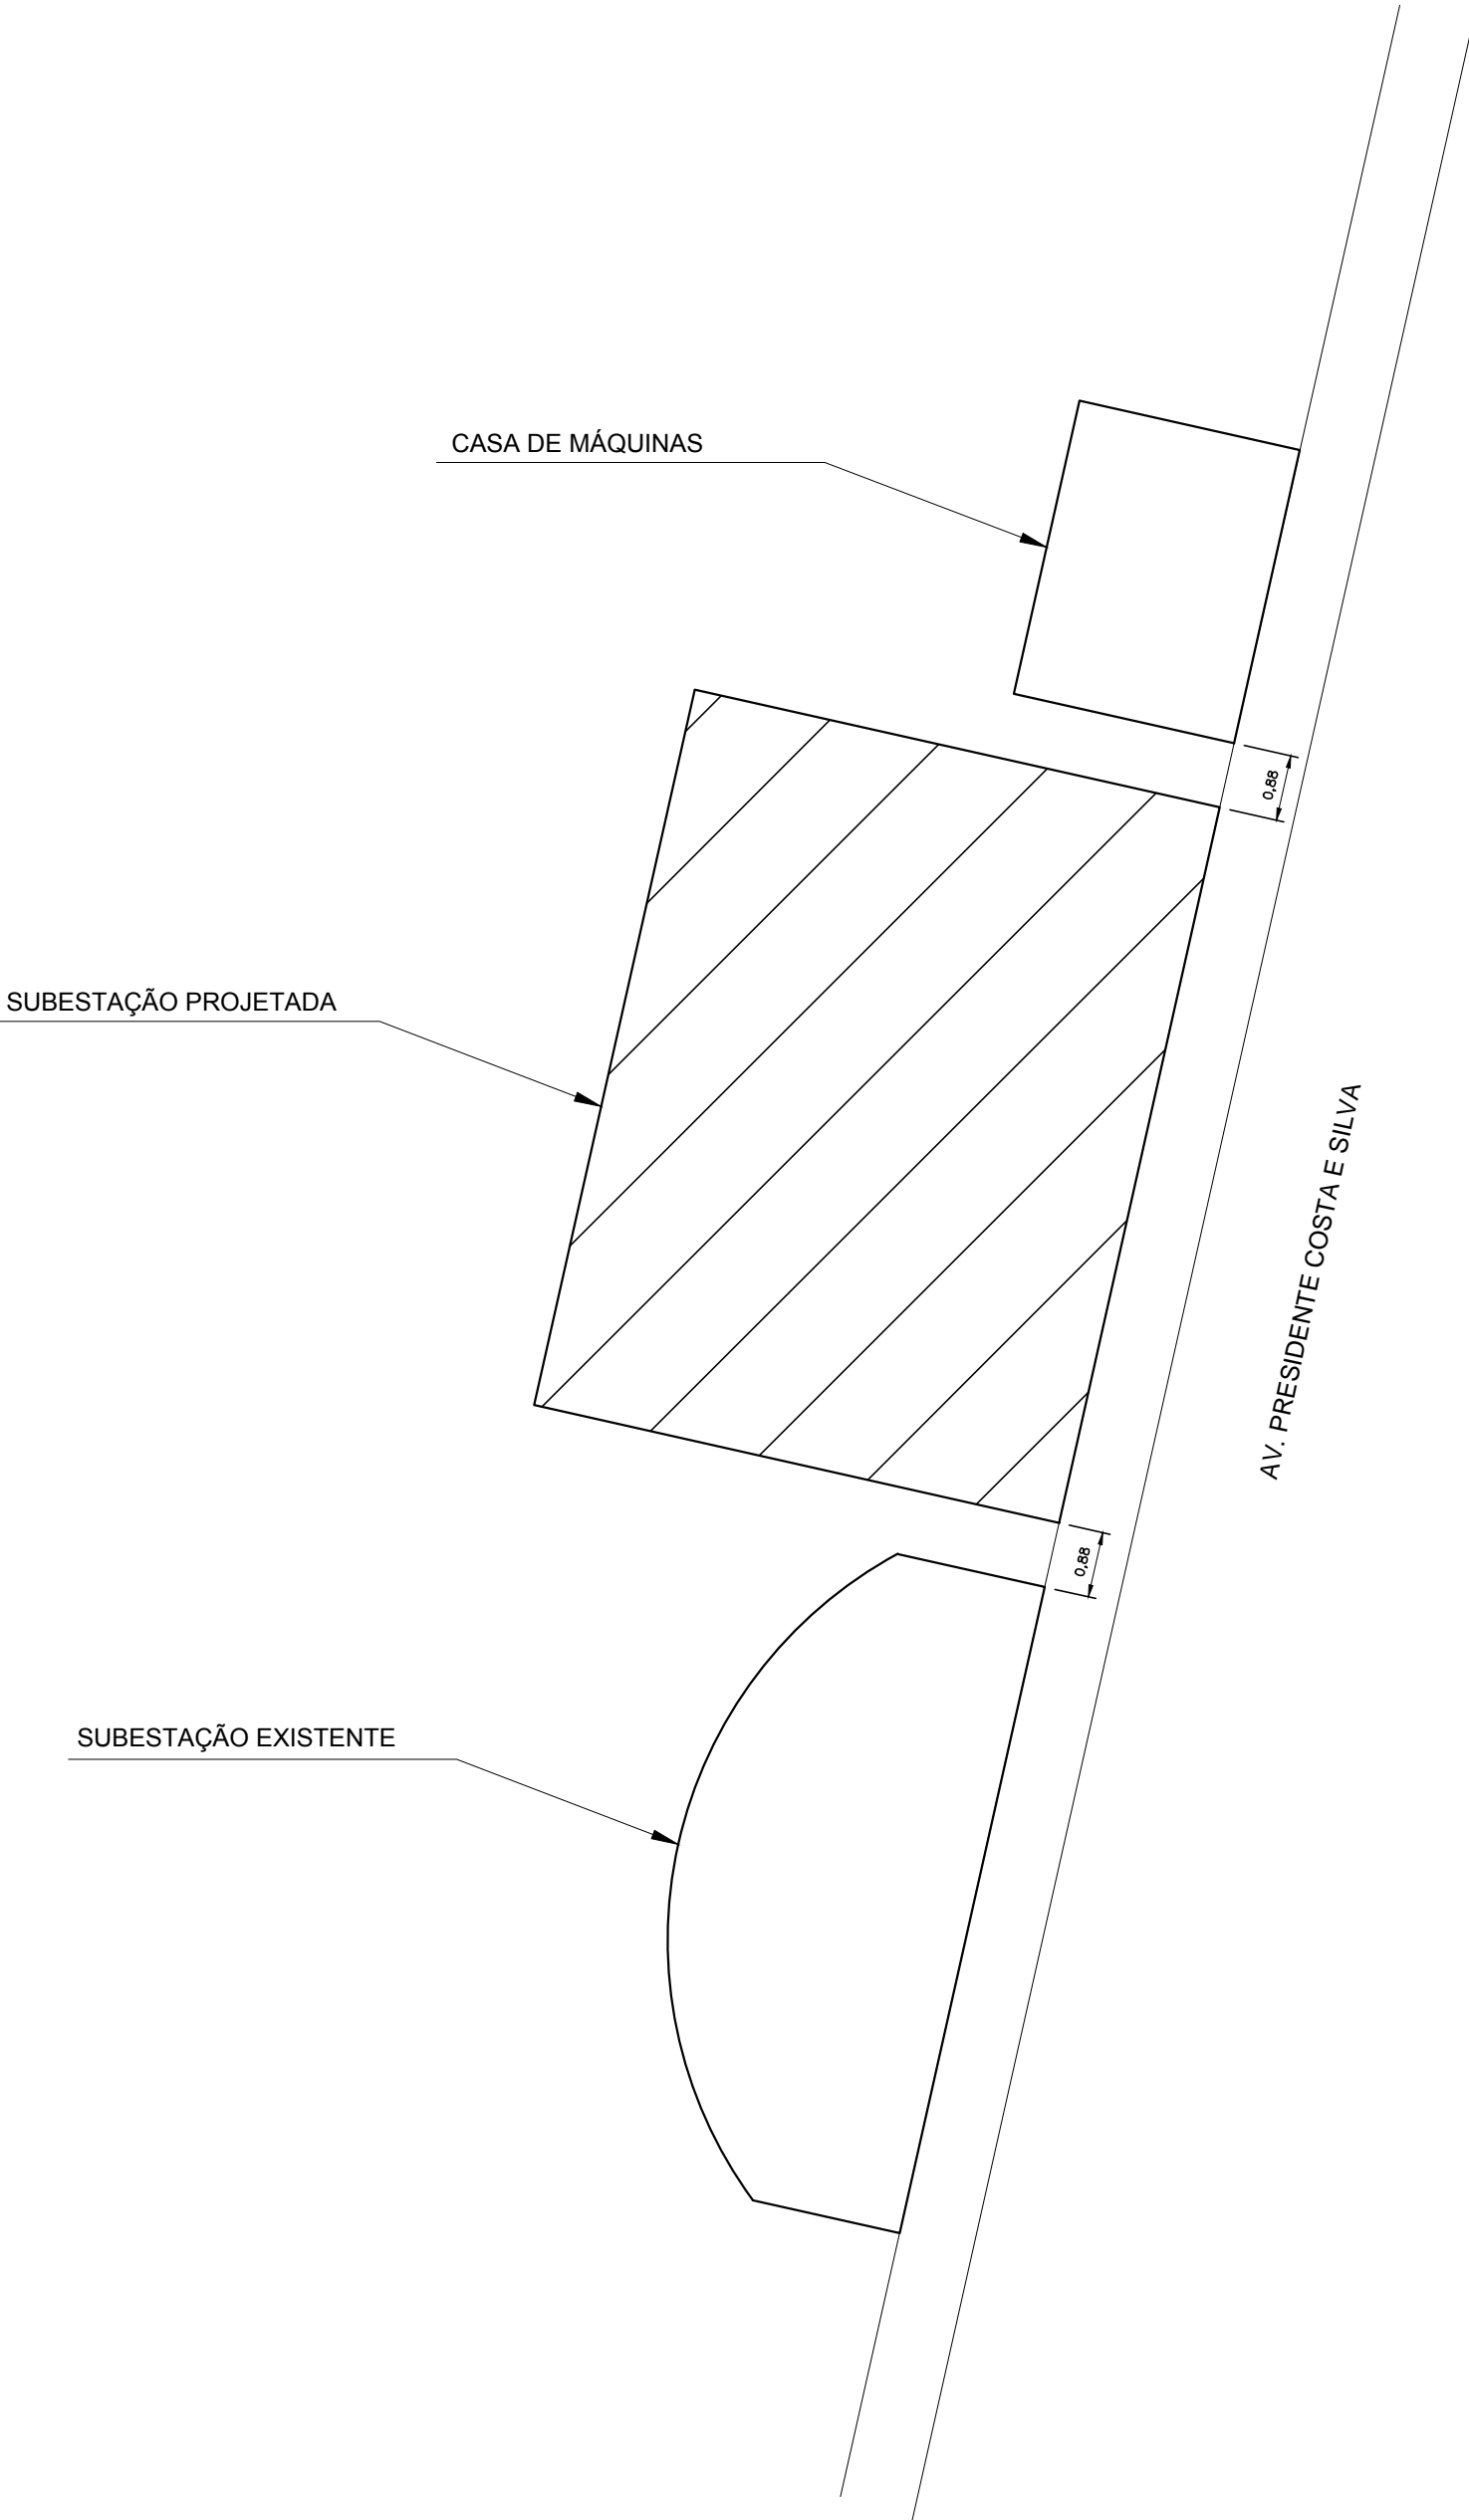 CASA DE MÁQUINAS
0,88
SUBESTAÇÃO PROJETADA
AV. PRESIDENTE COSTA E SILVA
0,88
SUBESTAÇÃO EXISTENTE